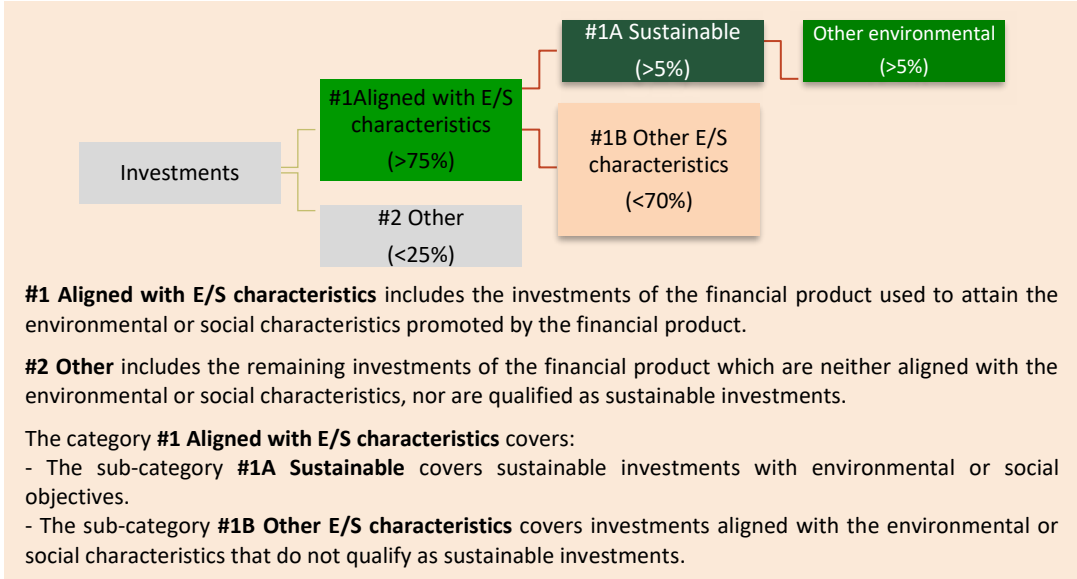 #1A Sustainable
(>5%)
Other environmental
(>5%)
#1Aligned with E/S
characteristics
(>75%)
#1B Other E/S
characteristics
(<70%)
Investments
#2 Other
(<25%)
#1 Aligned with E/S characteristics includes the investments of the financial product used to attain the
environmental or social characteristics promoted by the financial product.
#2 Other includes the remaining investments of the financial product which are neither aligned with the
environmental or social characteristics, nor are qualified as sustainable investments.
The category #1 Aligned with E/S characteristics covers:
- The sub-category #1A Sustainable covers sustainable investments with environmental or social
objectives.
- The sub-category #1B Other E/S characteristics covers investments aligned with the environmental or
social characteristics that do not qualify as sustainable investments.